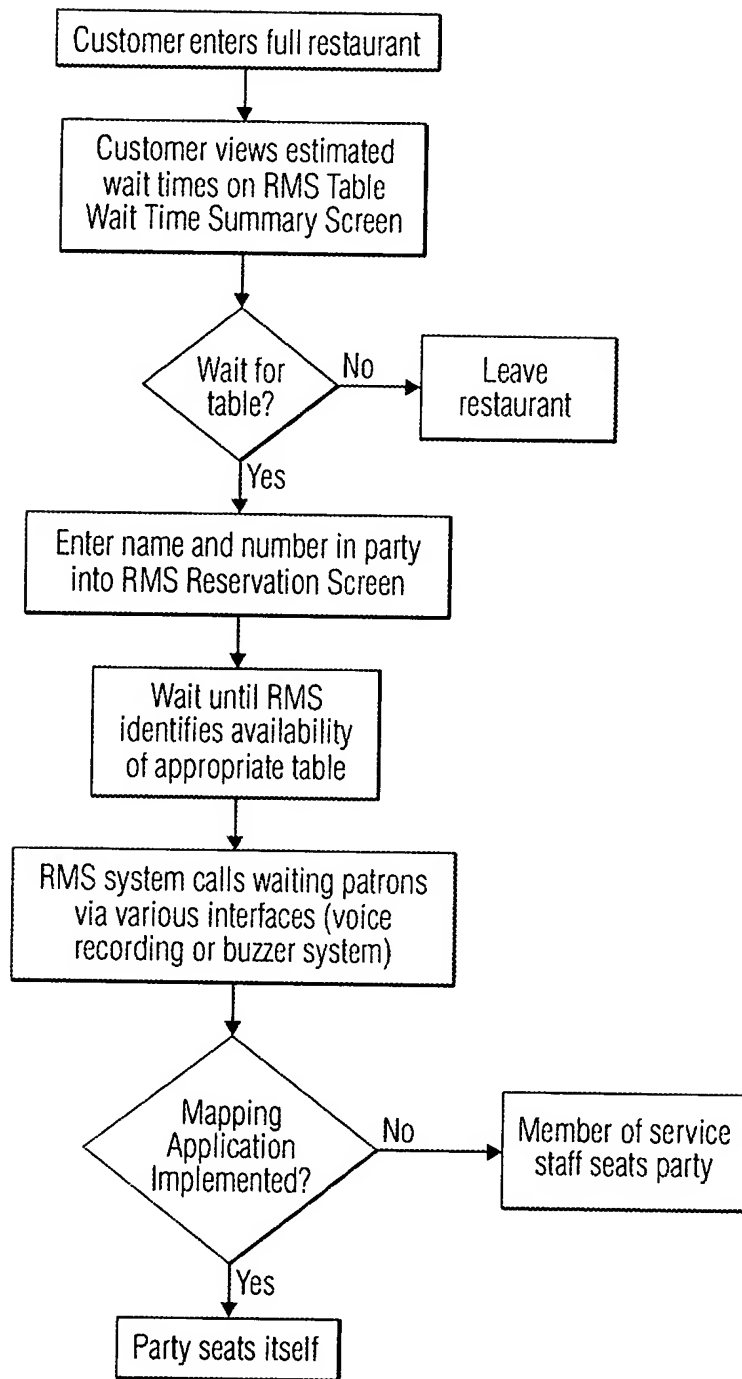 Customer enters full restaurant
Customer views estimated
wait times on RMS Table
Wait Time Summary Screen
Wait for
table?
No
Leave
restaurant
Yes
Enter name and number in party
into RMS Reservation Screen
Wait until RMS
identifies availability
of appropriate table
RMS system calls waiting patrons
via various interfaces (voice
recording or buzzer system)
Mapping
Application
Implemented?
No
Member of service
staff seats party
Yes
Party seats itself